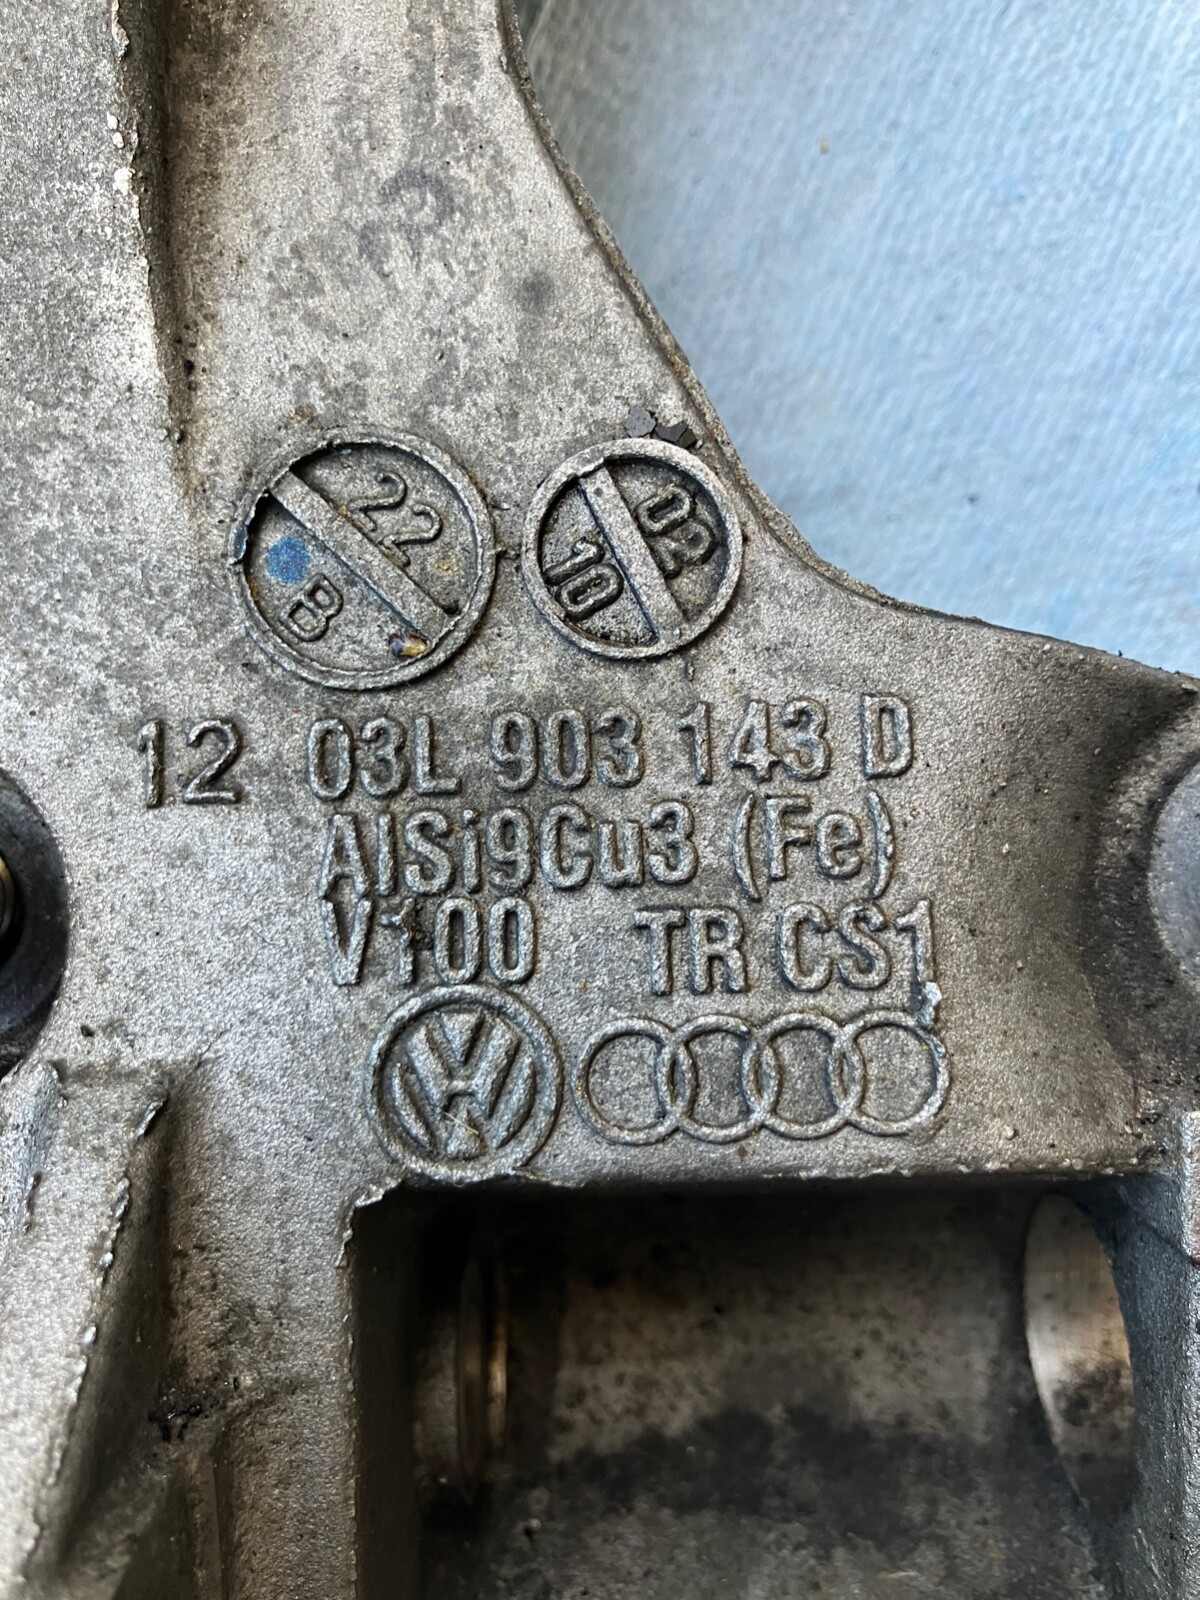 22
B
02
10
12 03L 903 143 D
AlSi9Cu3 (Fe)
V100 TR CS1